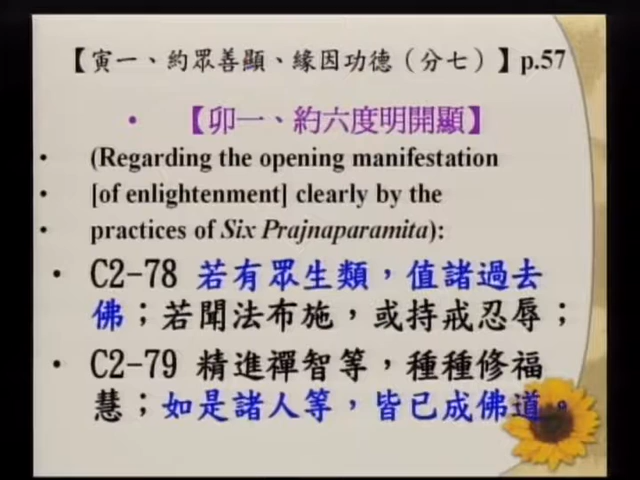 【寅一、約眾善顯、緣因功德（分七）】p.57
• 【卯一、約六度明開顯】
• (Regarding the opening manifestation
• [of enlightenment] clearly by the
• practices of Six Prajnaparamita):
• C2-78 若有眾生類，值諸過去
佛；若聞法布施，或持戒忍辱；
• C2-79 精進禪智等，種種修福
慧；如是諸人等，皆已成佛道。